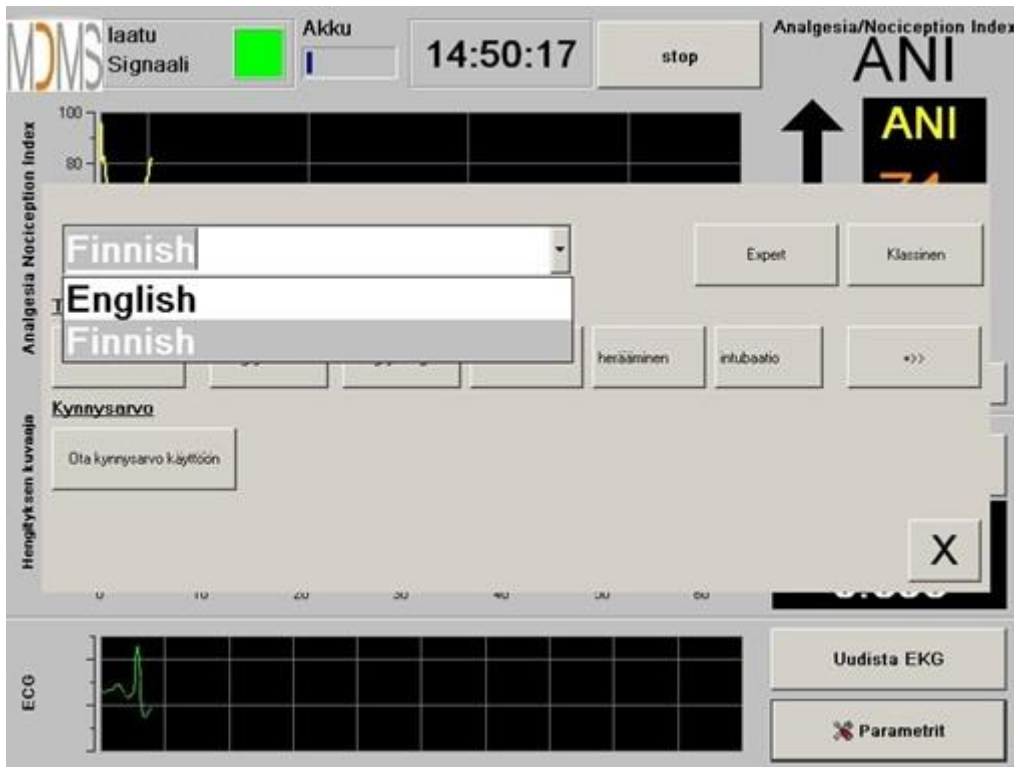 MDMS
laatu
Signaali
Akku
14:50:17
stop
Analgesia/Nociception Index
ANI
ANI
100
80
Analgesia Nociception Index
Finnish
Expert
Klassinen
English
Finnish
herääminen
intubaatio
•>>
Kynnysarvo
Ota kynnysarvo käyttöön
Hengityksen kuvaaja
X
0 10 20 30 40 50 60
ECG
Uudista EKG
Parametrit